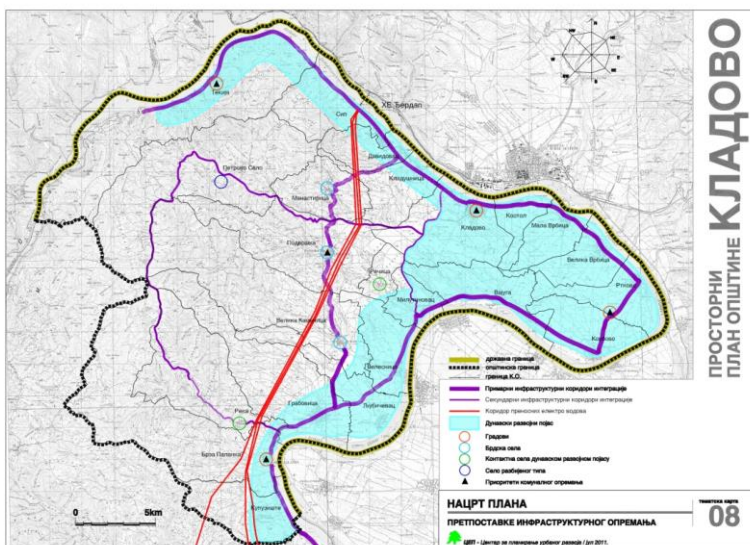 ПРОСТОРНИ
ПЛАН ОПШТИНЕ КЛАДОВО
Текија
ХЕ Ђердап
Сип
Давидовац
Кладушница
Петрово Село
Манастирица
Подвршка
Кладово
Костол
Мала Врбица
Велика Врбица
Речица
Милутиновац
Вајуга
Ртково
Корбово
Велика Каменица
Грабовица
Љубичевац
Река
Брза Паланка
Купузиште
државна граница
општинска граница
граница К.О.
Примарни инфраструктурни коридори интеграције
Секундарни инфраструктурни коридори интеграције
Коридор преносних електро водова
Дунавски развојни појас
Градови
Брдска села
Контактна села дунавском развојном појасу
Село разбијеног типа
Приоритети комуналног опремања
0 5km
НАЦРТ ПЛАНА
ПРЕТПОСТАВКЕ ИНФРАСТРУКТУРНОГ ОПРЕМАЊА
тематска карта
08
ЦЕП - Центар за планирање урбаног развоја / јун 2011.